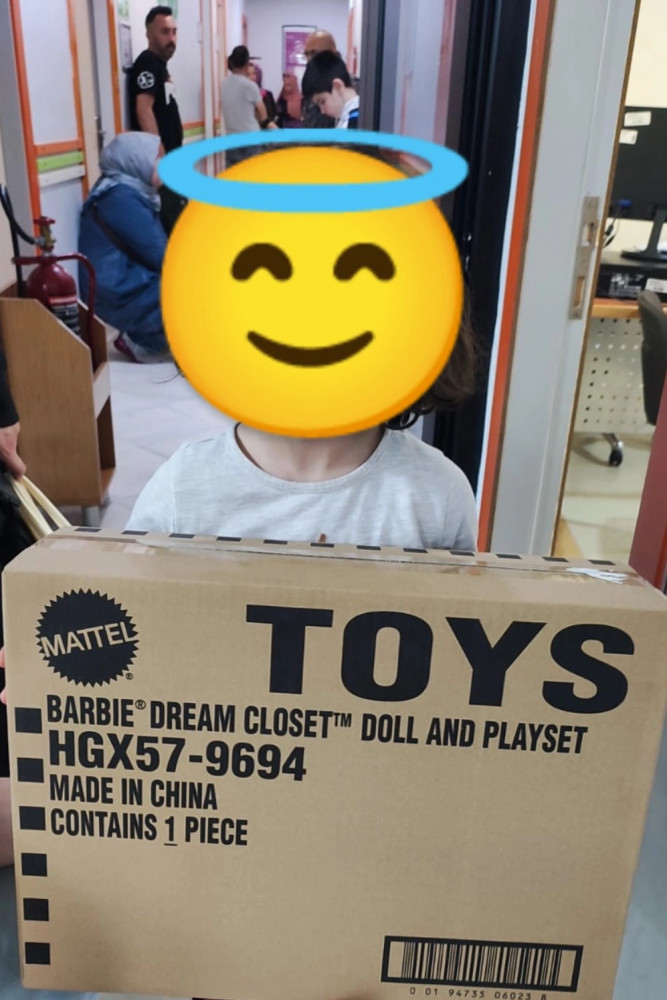 MATTEL
®
TOYS
BARBIE® DREAM CLOSET™ DOLL AND PLAYSET
HGX57-9694
MADE IN CHINA
CONTAINS 1 PIECE
0 01 94735 06023 8